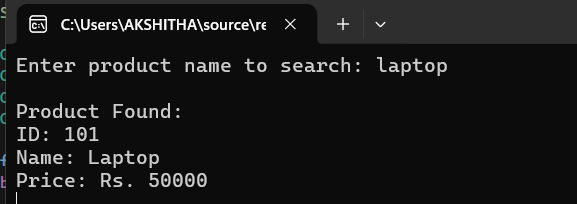 C:\Users\AKSHITHA\source\re
Enter product name to search: laptop
Product Found:
ID: 101
Name: Laptop
Price: Rs. 50000